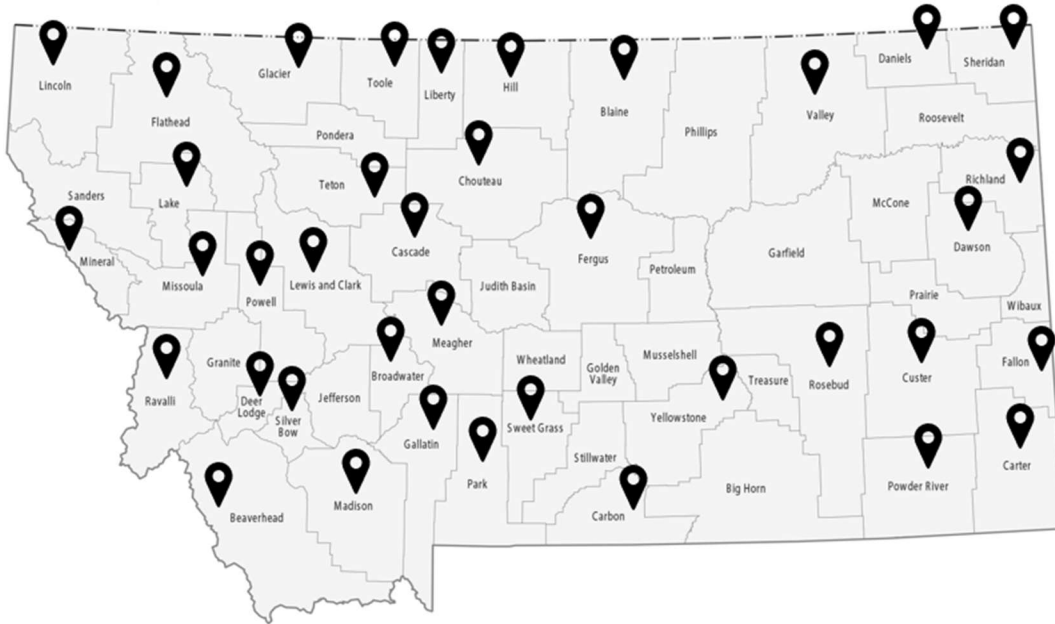 Lincoln
Flathead
Glacier
Toole
Liberty
Hill
Blaine
Phillips
Valley
Daniels
Sheridan
Roosevelt
Pondera
Teton
Chouteau
Sanders
Lake
Richland
McCone
Dawson
Mineral
Missoula
Powell
Lewis and Clark
Cascade
Judith Basin
Fergus
Petroleum
Garfield
Prairie
Wibaux
Granite
Ravalli
Deer
Lodge
Silver
Bow
Jefferson
Broadwater
Meagher
Wheatland
Golden
Valley
Musselshell
Treasure
Rosebud
Custer
Fallon
Gallatin
Sweet Grass
Yellowstone
Stillwater
Park
Madison
Beaverhead
Carbon
Big Horn
Powder River
Carter